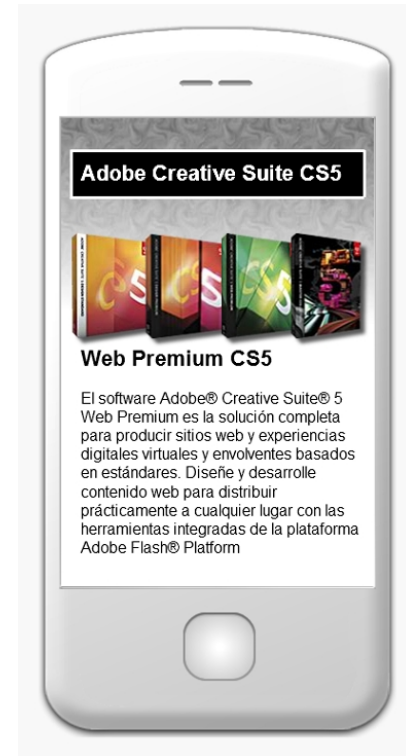 Adobe Creative Suite CS5
Web Premium CS5
El software Adobe® Creative Suite® 5
Web Premium es la solución completa
para producir sitios web y experiencias
digitales virtuales y envolventes basados
en estándares. Diseñe y desarrolle
contenido web para distribuir
prácticamente a cualquier lugar con las
herramientas integradas de la plataforma
Adobe Flash® Platform